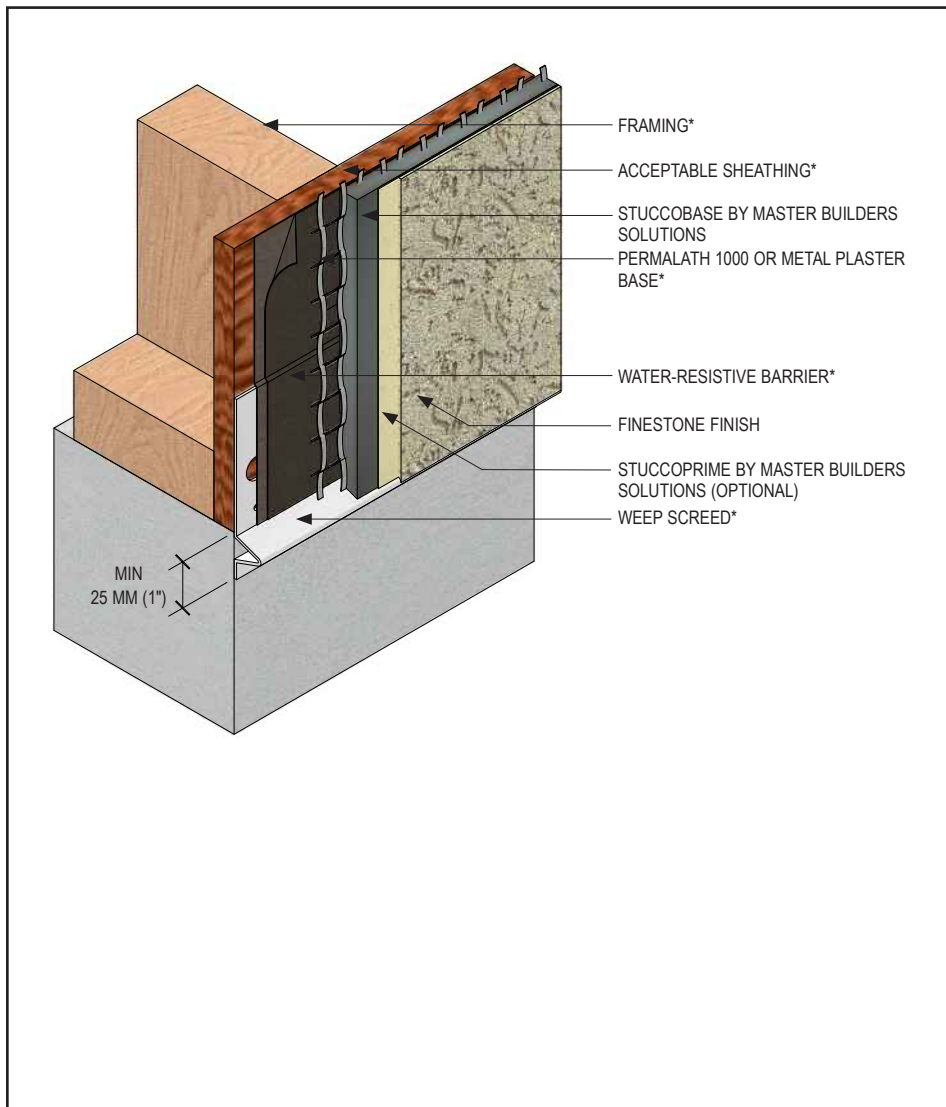 FRAMING*
ACCEPTABLE SHEATHING*
STUCCOBASE BY MASTER BUILDERS
SOLUTIONS
PERMALATH 1000 OR METAL PLASTER
BASE*
WATER-RESISTIVE BARRIER*
FINESTONE FINISH
STUCCOPRIME BY MASTER BUILDERS
SOLUTIONS (OPTIONAL)
WEEP SCREED*
MIN
25 MM (1")